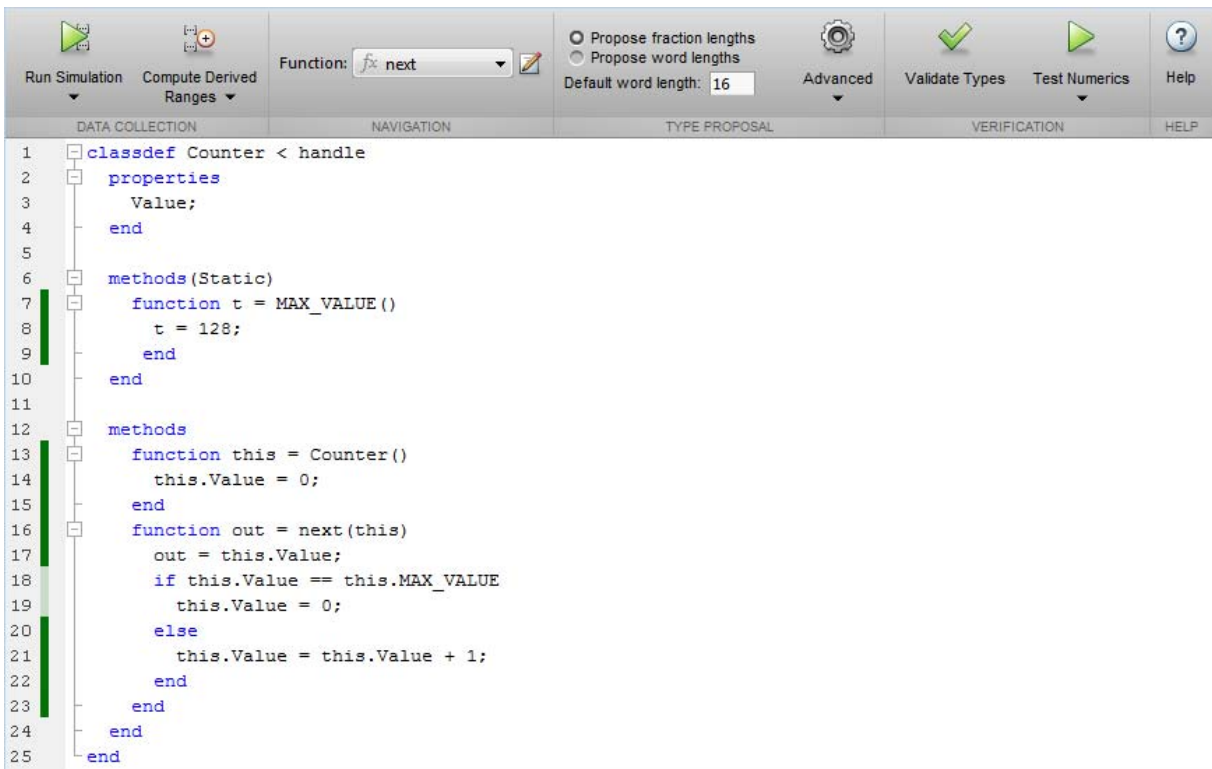 Run Simulation
Compute Derived
Ranges
Function: fx next
Propose fraction lengths
Propose word lengths
Default word length: 16
Advanced
Validate Types
Test Numerics
?
Help
DATA COLLECTION
NAVIGATION
TYPE PROPOSAL
VERIFICATION
HELP
1 classdef Counter < handle
2 properties
3 Value;
4 end
5
6 methods(Static)
7 function t = MAX_VALUE()
8 t = 128;
9 end
10 end
11
12 methods
13 function this = Counter()
14 this.Value = 0;
15 end
16 function out = next(this)
17 out = this.Value;
18 if this.Value == this.MAX_VALUE
19 this.Value = 0;
20 else
21 this.Value = this.Value + 1;
22 end
23 end
24 end
25 end